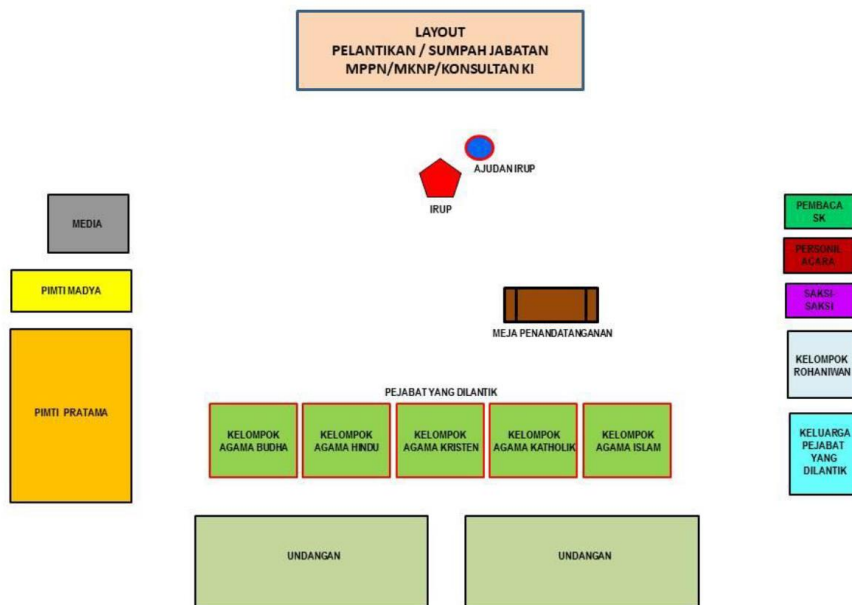 LAYOUT
PELANTIKAN / SUMPAH JABATAN
MPPN/MKNP/KONSULTAN KI
AJUDAN IRUP
IRUP
MEDIA
PIMTI MADYA
PIMTI PRATAMA
PEMBACA
SK
PERSONIL
ACARA
SAKSI-
SAKSI
KELOMPOK
ROHANIWAN
KELUARGA
PEJABAT
YANG
DILANTIK
MEJA PENANDATANGANAN
PEJABAT YANG DILANTIK
KELOMPOK
AGAMA BUDHA
KELOMPOK
AGAMA HINDU
KELOMPOK
AGAMA KRISTEN
KELOMPOK
AGAMA KATHOLIK
KELOMPOK
AGAMA ISLAM
UNDANGAN
UNDANGAN